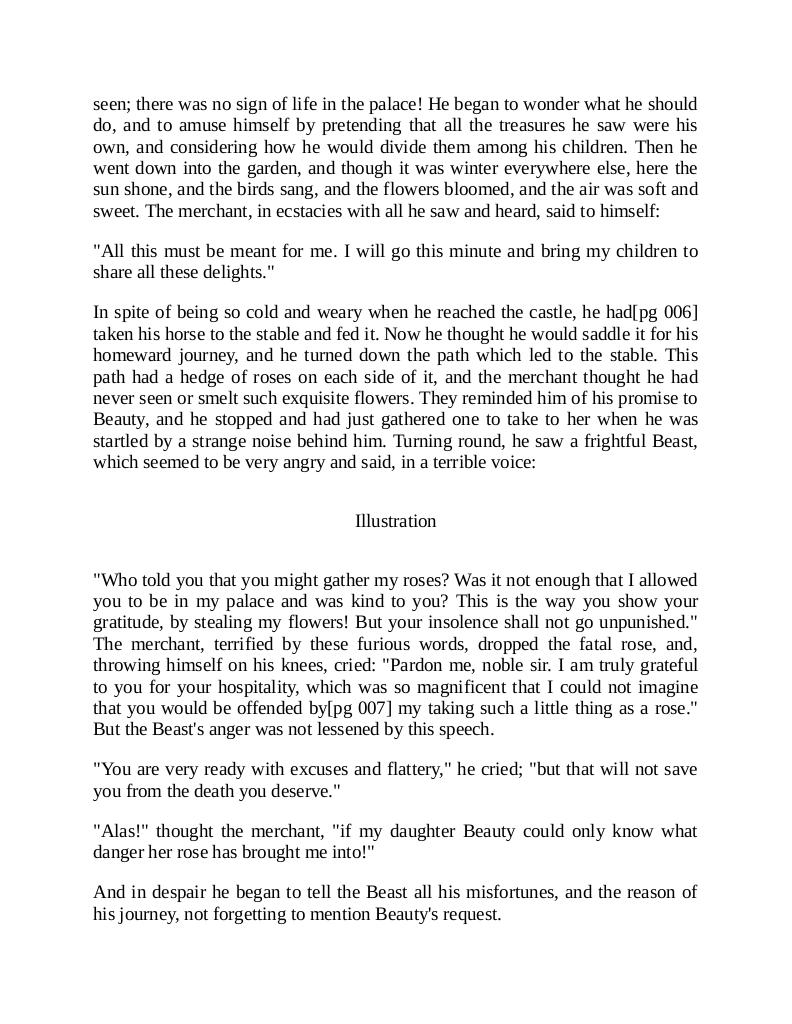 seen; there was no sign of life in the palace! He began to wonder what he should
do, and to amuse himself by pretending that all the treasures he saw were his
own, and considering how he would divide them among his children. Then he
went down into the garden, and though it was winter everywhere else, here the
sun shone, and the birds sang, and the flowers bloomed, and the air was soft and
sweet. The merchant, in ecstacies with all he saw and heard, said to himself:
"All this must be meant for me. I will go this minute and bring my children to
share all these delights."
In spite of being so cold and weary when he reached the castle, he had[pg 006]
taken his horse to the stable and fed it. Now he thought he would saddle it for his
homeward journey, and he turned down the path which led to the stable. This
path had a hedge of roses on each side of it, and the merchant thought he had
never seen or smelt such exquisite flowers. They reminded him of his promise to
Beauty, and he stopped and had just gathered one to take to her when he was
startled by a strange noise behind him. Turning round, he saw a frightful Beast,
which seemed to be very angry and said, in a terrible voice:
Illustration
"Who told you that you might gather my roses? Was it not enough that I allowed
you to be in my palace and was kind to you? This is the way you show your
gratitude, by stealing my flowers! But your insolence shall not go unpunished."
The merchant, terrified by these furious words, dropped the fatal rose, and,
throwing himself on his knees, cried: "Pardon me, noble sir. I am truly grateful
to you for your hospitality, which was so magnificent that I could not imagine
that you would be offended by[pg 007] my taking such a little thing as a rose."
But the Beast's anger was not lessened by this speech.
"You are very ready with excuses and flattery," he cried; "but that will not save
you from the death you deserve."
"Alas!" thought the merchant, "if my daughter Beauty could only know what
danger her rose has brought me into!"
And in despair he began to tell the Beast all his misfortunes, and the reason of
his journey, not forgetting to mention Beauty's request.